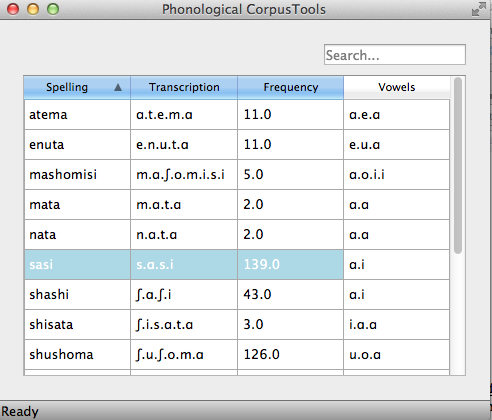 Phonological CorpusTools
Search...
Spelling Transcription Frequency Vowels
atema ɑ.t.e.m.ɑ 11.0 ɑ.e.ɑ
enuta e.n.u.t.ɑ 11.0 e.u.ɑ
mashomisi m.ɑ.ʃ.o.m.i.s.i 5.0 ɑ.o.i.i
mata m.ɑ.t.ɑ 2.0 ɑ.ɑ
nata n.ɑ.t.ɑ 2.0 ɑ.ɑ
sasi s.ɑ.s.i 139.0 ɑ.i
shashi ʃ.ɑ.ʃ.i 43.0 ɑ.i
shisata ʃ.i.s.ɑ.t.ɑ 3.0 i.ɑ.ɑ
shushoma ʃ.u.ʃ.o.m.ɑ 126.0 u.o.ɑ
Ready